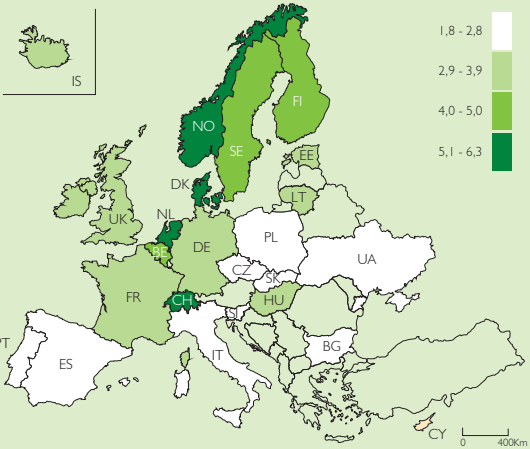 IS
1,8 - 2,8
2,9 - 3,9
4,0 - 5,0
5,1 - 6,3
FI
NO
SE
EE
DK
LT
NL
UK
PL
DE
BE
UA
CZ
SK
FR
CH
HU
SI
PT
ES
IT
BG
CY
0 400Km